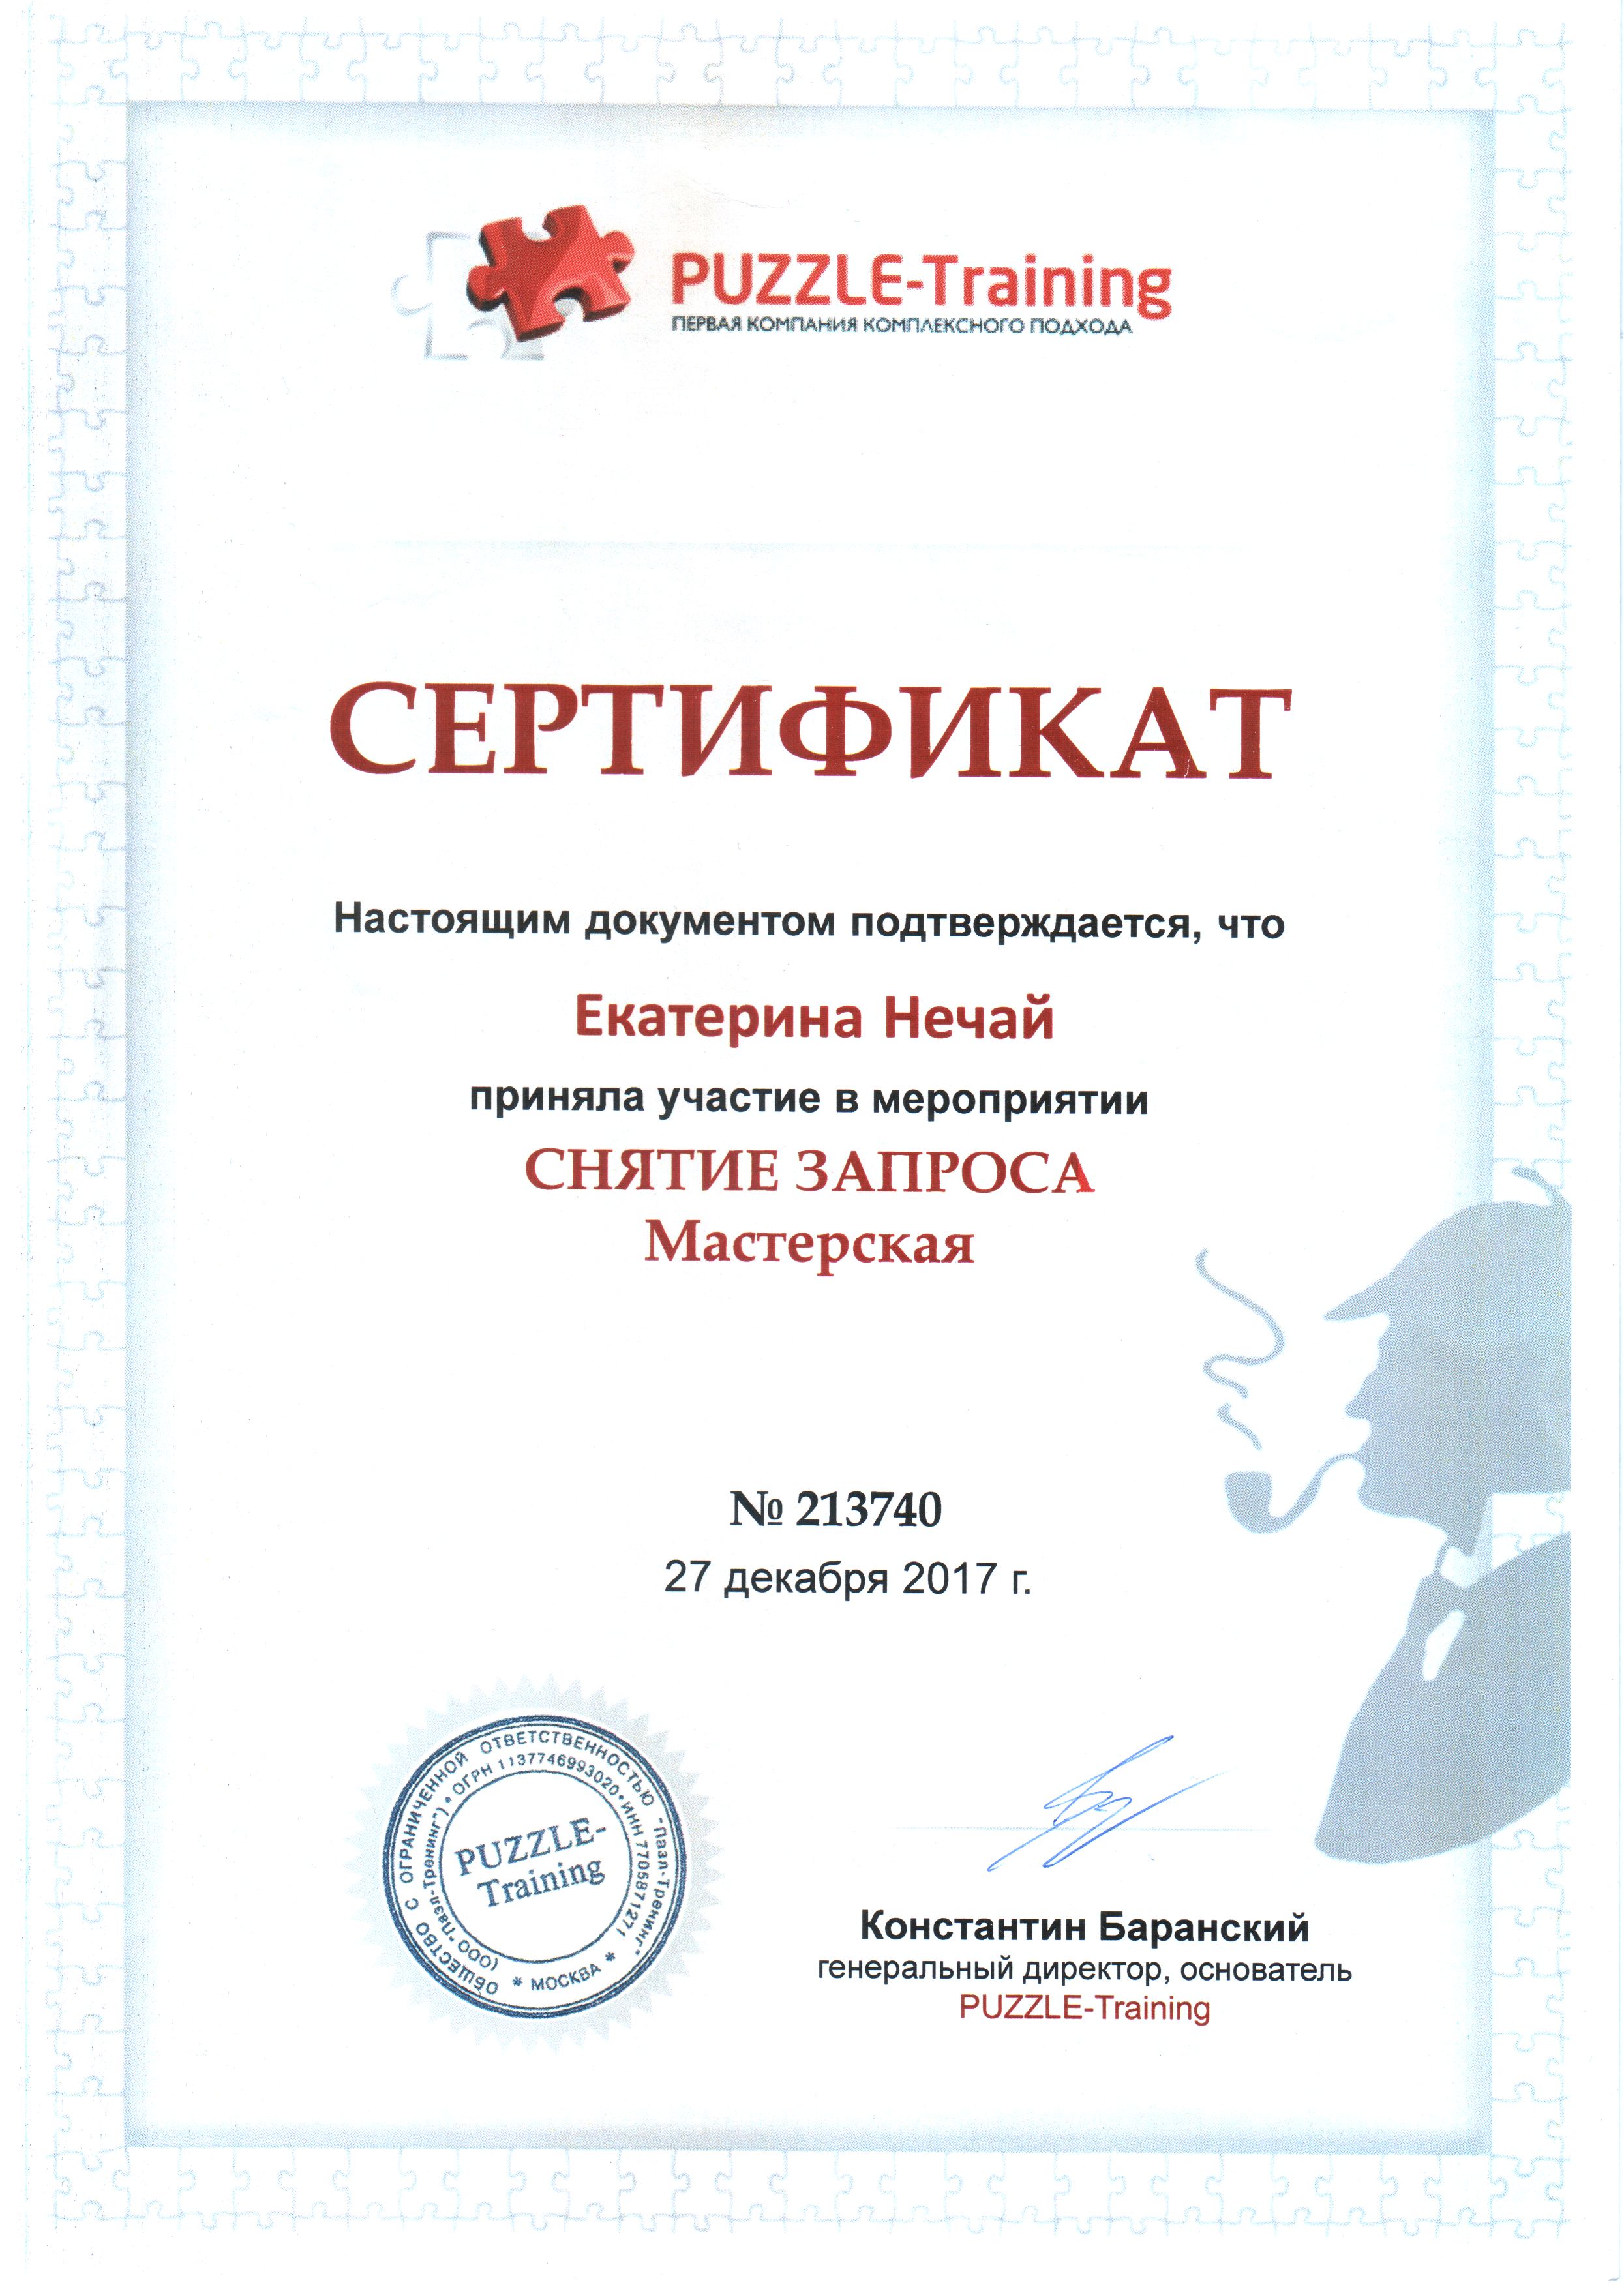 PUZZLE-Training
ПЕРВАЯ КОМПАНИЯ КОМПЛЕКСНОГО ПОДХОДА
СЕРТИФИКАТ
Настоящим документом подтверждается, что
Екатерина Нечай
приняла участие в мероприятии
СНЯТИЕ ЗАПРОСА
Мастерская
№ 213740
27 декабря 2017 г.
ОБЩЕСТВО С ОГРАНИЧЕННОЙ ОТВЕТСТВЕННОСТЬЮ "Пазл-Тренинг"
(ООО "Пазл-Тренинг") • ОГРН 1137746993020 • ИНН 7705871271
* МОСКВА *
PUZZLE-
Training
Константин Баранский
генеральный директор, основатель
PUZZLE-Training